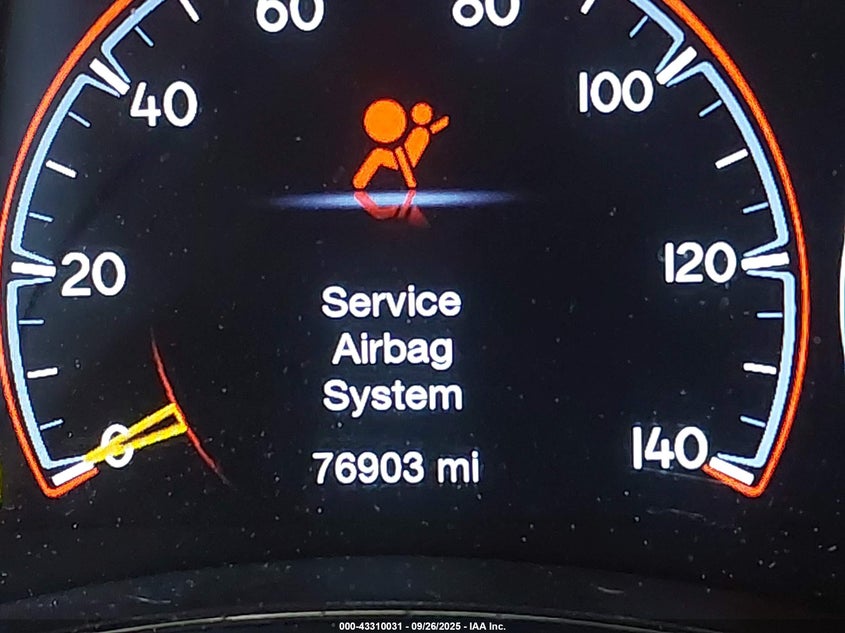 60 80
40 100
20 120
Service
Airbag
System
0 140
76903 mi
000-43310031 - 09/26/2025 - IAA Inc.